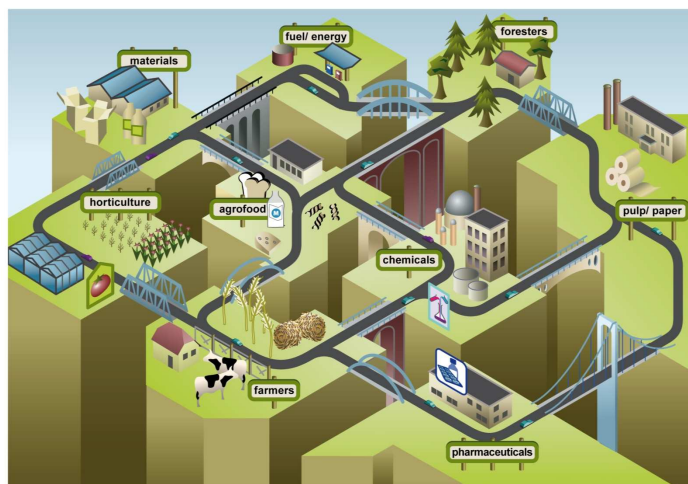 fuel/ energy
foresters
materials
horticulture
agrofood
pulp/ paper
chemicals
farmers
pharmaceuticals